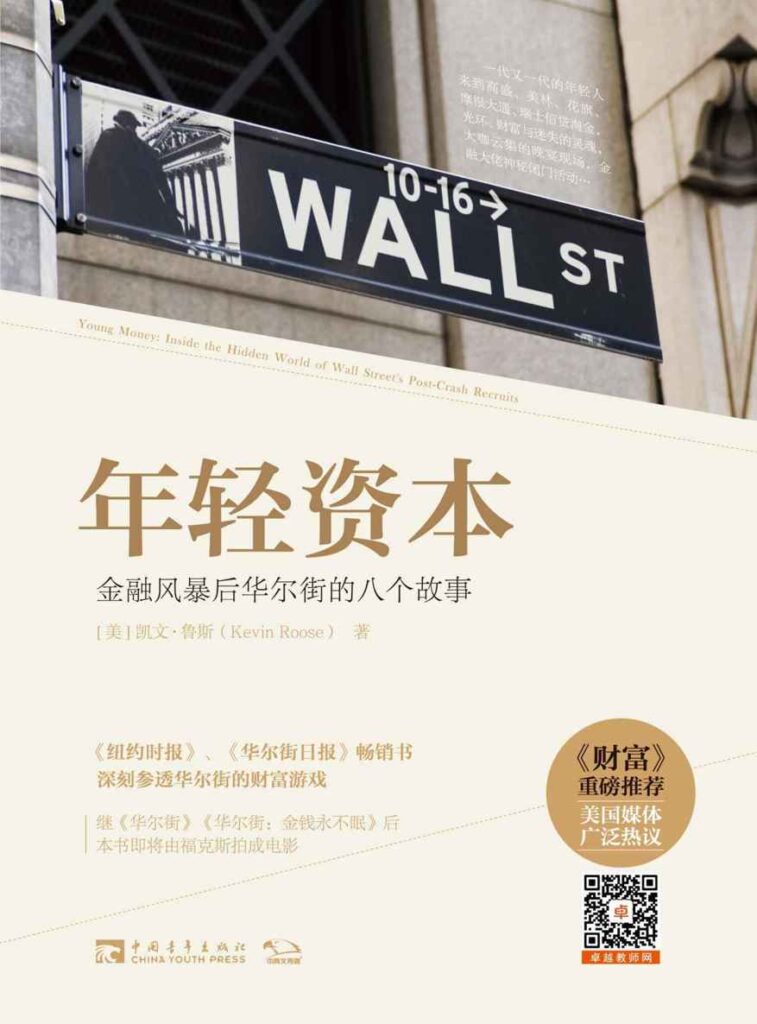 一代又一代的年轻人
来到高盛、美林、花旗、
摩根大通、瑞士信贷淘金。
光环、财富与迷失的灵魂，
大咖云集的晚宴现场，金
融大佬神秘闭门活动…
10-16→
WALL ST
Young Money: Inside the Hidden World of Wall Street's Post-Crash Recruits
年轻资本
金融风暴后华尔街的八个故事
[美] 凯文·鲁斯（Kevin Roose） 著
《纽约时报》、《华尔街日报》畅销书
深刻参透华尔街的财富游戏
继《华尔街》《华尔街：金钱永不眠》后
本书即将由福克斯拍成电影
《财富》
重磅推荐
美国媒体
广泛热议
卓
卓越教师网
中国青年出版社
CHINA YOUTH PRESS